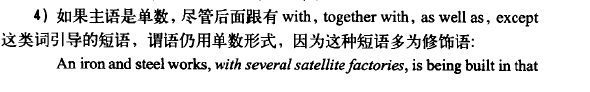 4）如果主语是单数，尽管后面跟有 with, together with, as well as, except
这类词引导的短语，谓语仍用单数形式，因为这种短语多为修饰语：
An iron and steel works, with several satellite factories, is being built in that